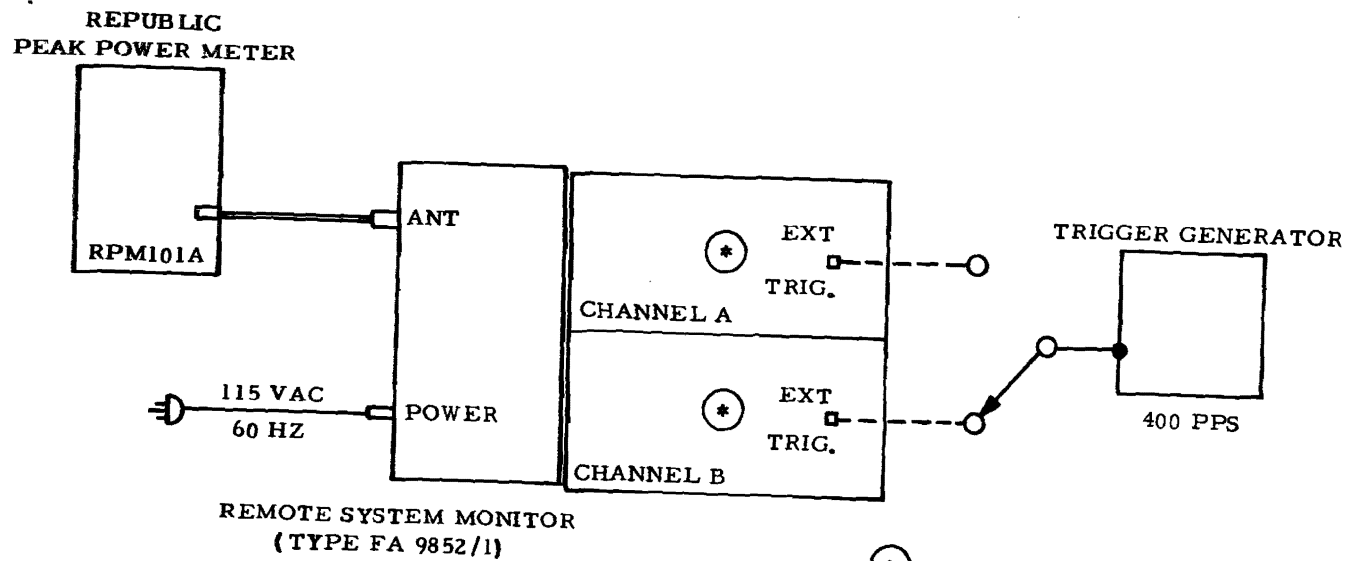 REPUBLIC
PEAK POWER METER
RPM101A
ANT
115 VAC
60 HZ
POWER
REMOTE SYSTEM MONITOR
(TYPE FA 9852/1)
*
EXT
TRIG.
CHANNEL A
*
EXT
TRIG.
CHANNEL B
TRIGGER GENERATOR
400 PPS